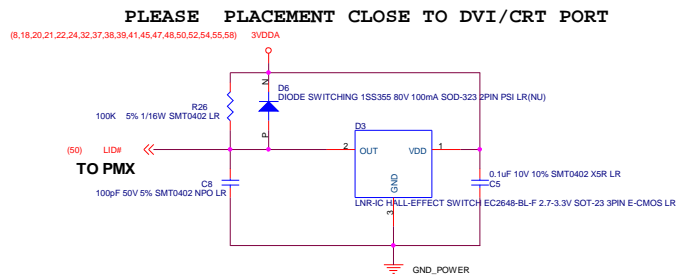 PLEASE PLACEMENT CLOSE TO DVI/CRT PORT
(8,18,20,21,22,24,32,37,38,39,41,45,47,48,50,52,54,55,58) 3VDDA
N
D6
DIODE SWITCHING 1SS355 80V 100mA SOD-323 2PIN PSI LR(NU)
R26
100K 5% 1/16W SMT0402 LR
P
D3
(50) LID#
2 OUT VDD 1
TO PMX
GND
C8
100pF 50V 5% SMT0402 NPO LR
0.1uF 10V 10% SMT0402 X5R LR
C5
LNR-IC HALL-EFFECT SWITCH EC2648-BL-F 2.7-3.3V SOT-23 3PIN E-CMOS LR
3
GND_POWER